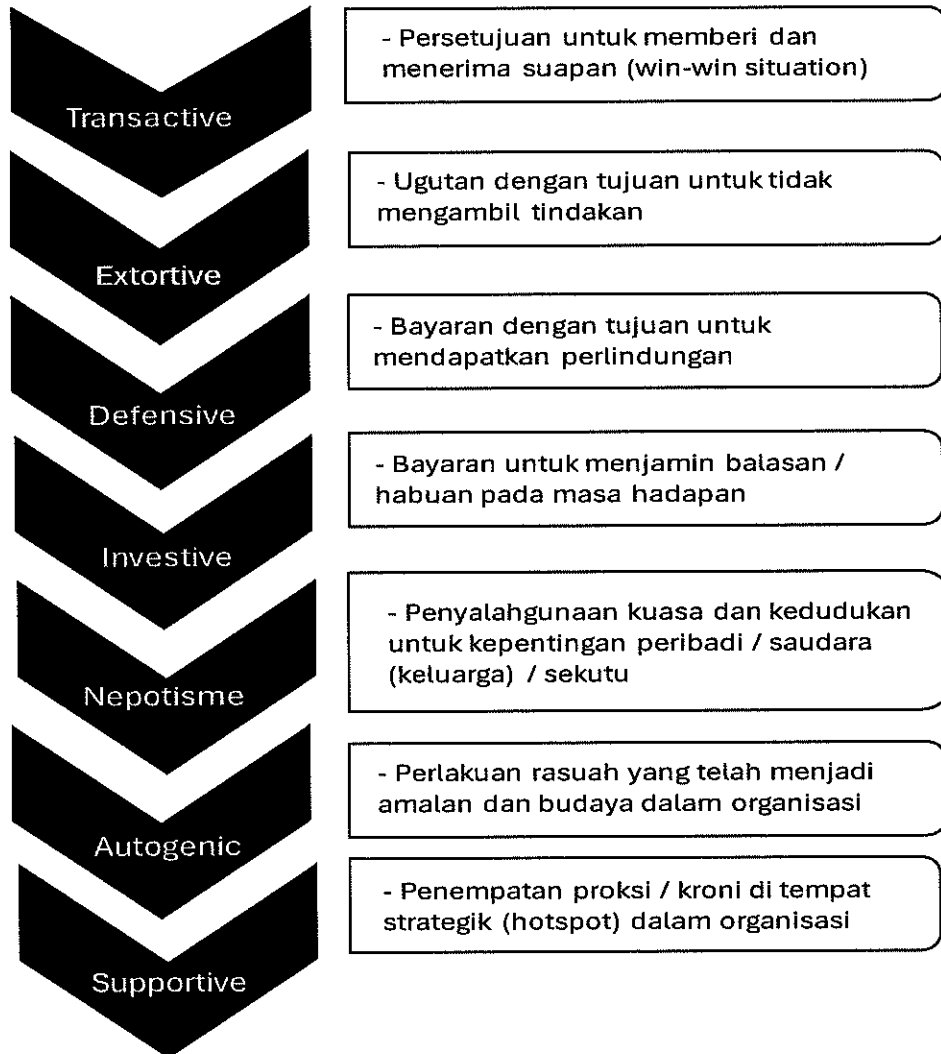 - Persetujuan untuk memberi dan
menerima suapan (win-win situation)
Transactive
- Ugutan dengan tujuan untuk tidak
mengambil tindakan
Extortive
- Bayaran dengan tujuan untuk
mendapatkan perlindungan
Defensive
- Bayaran untuk menjamin balasan /
habuan pada masa hadapan
Investive
- Penyalahgunaan kuasa dan kedudukan
untuk kepentingan peribadi / saudara
(keluarga) / sekutu
Nepotisme
- Perlakuan rasuah yang telah menjadi
amalan dan budaya dalam organisasi
Autogenic
- Penempatan proksi / kroni di tempat
strategik (hotspot) dalam organisasi
Supportive